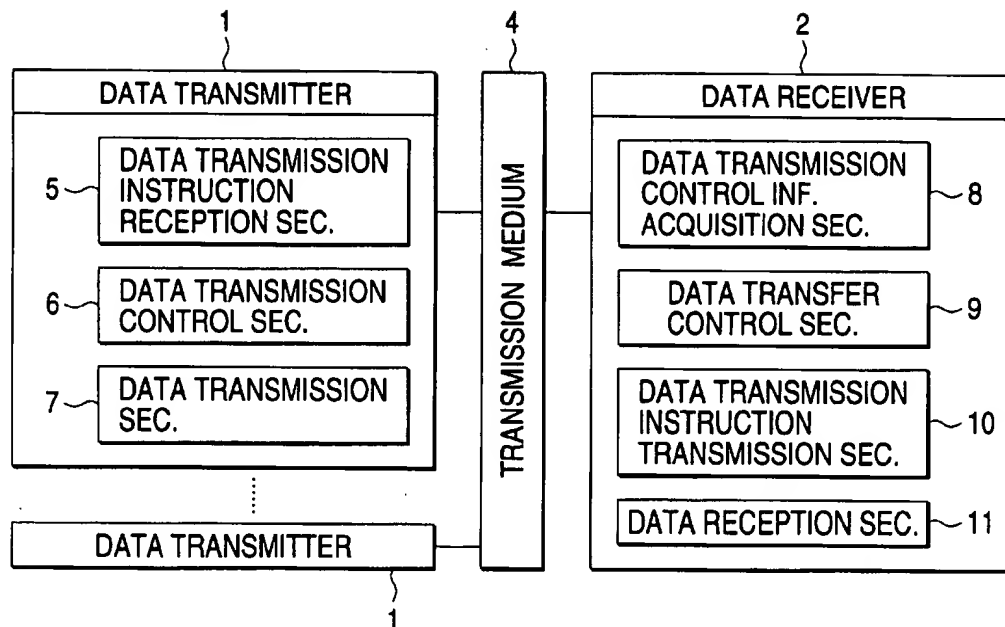 1
4
2
DATA TRANSMITTER
DATA RECEIVER
5
DATA TRANSMISSION
INSTRUCTION
RECEPTION SEC.
6
DATA TRANSMISSION
CONTROL SEC.
7
DATA TRANSMISSION
SEC.
DATA TRANSMITTER
1
TRANSMISSION MEDIUM
DATA TRANSMISSION
CONTROL INF.
ACQUISITION SEC.
8
DATA TRANSFER
CONTROL SEC.
9
DATA TRANSMISSION
INSTRUCTION
TRANSMISSION SEC.
10
DATA RECEPTION SEC.
11